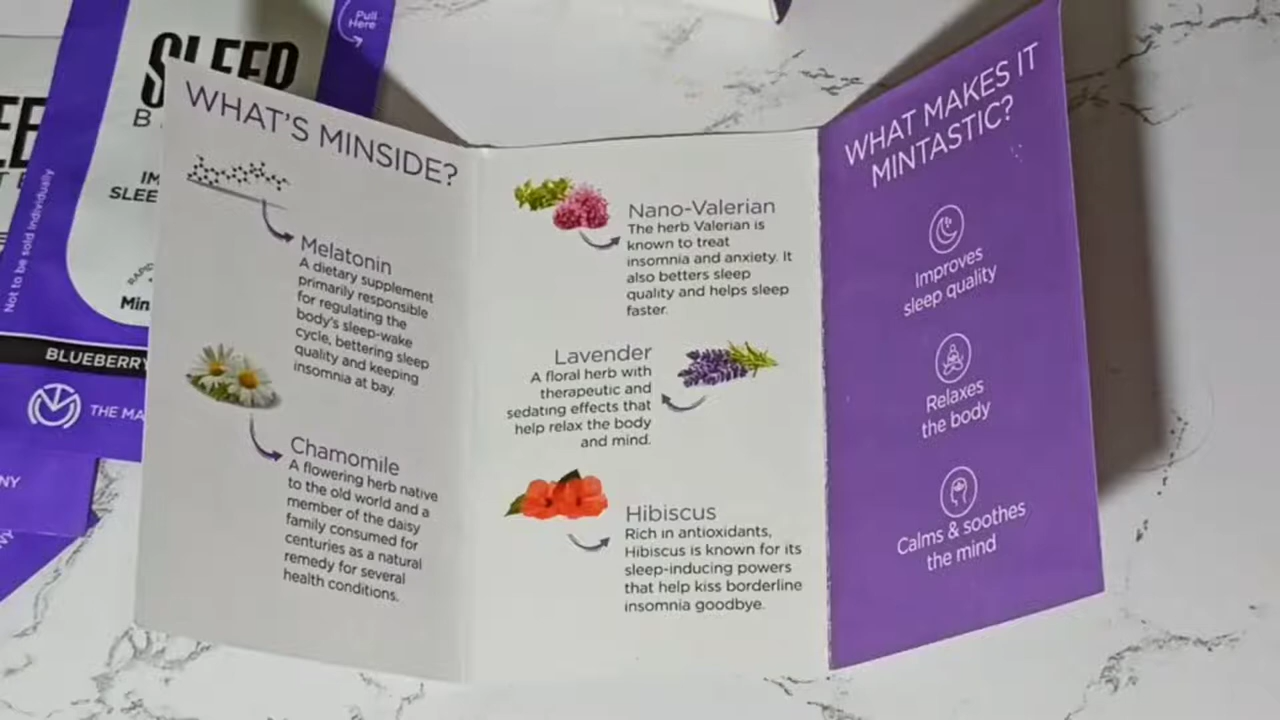 Pull
Here
SLEEP
B
IM
SLEE
Not to be sold Individually
Min
BLUEBERRY
THE MA
NY
WHAT'S MINSIDE?
Melatonin
A dietary supplement
primarily responsible
for regulating the
body's sleep-wake
cycle, bettering sleep
quality and keeping
insomnia at bay.
Chamomile
A flowering herb native
to the old world and a
member of the daisy
family consumed for
centuries as a natural
remedy for several
health conditions.
Nano-Valerian
The herb Valerian is
known to treat
insomnia and anxiety. It
also betters sleep
quality and helps sleep
faster.
Lavender
A floral herb with
therapeutic and
sedating effects that
help relax the body
and mind.
Hibiscus
Rich in antioxidants,
Hibiscus is known for its
sleep-inducing powers
that help kiss borderline
insomnia goodbye.
WHAT MAKES IT
MINTASTIC?
Improves
sleep quality
Relaxes
the body
Calms & soothes
the mind